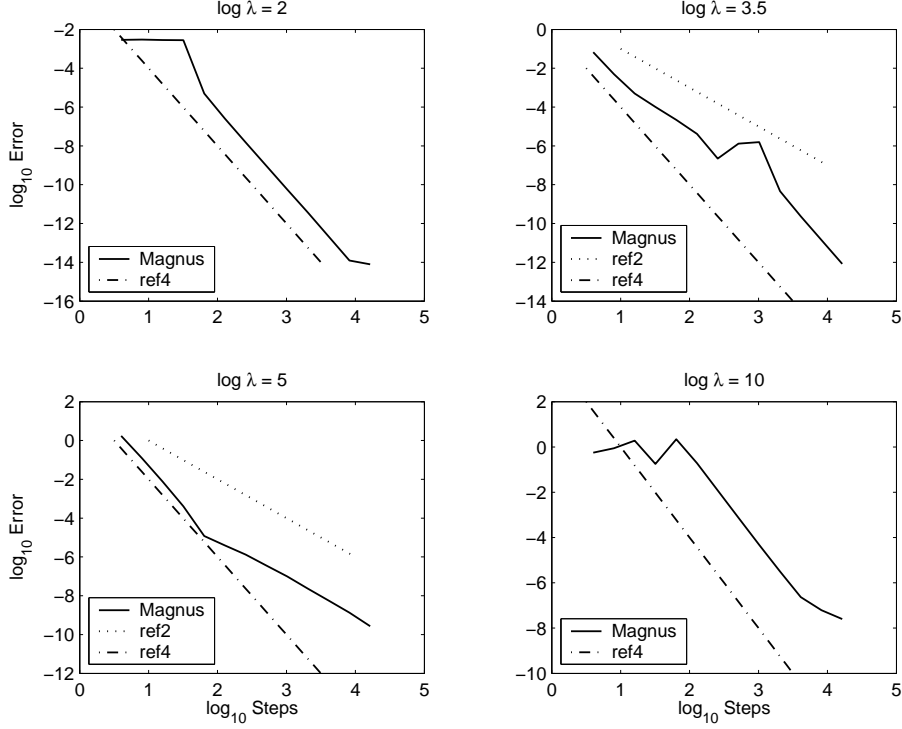 log λ = 2
−2
−4
−6
−8
−10
−12
−14
−16
0 1 2 3 4 5
log10 Error
Magnus
ref4
log λ = 3.5
0
−2
−4
−6
−8
−10
−12
−14
0 1 2 3 4 5
Magnus
ref2
ref4
log λ = 5
2
0
−2
−4
−6
−8
−10
−12
0 1 2 3 4 5
log10 Error
log10 Steps
Magnus
ref2
ref4
log λ = 10
2
0
−2
−4
−6
−8
−10
0 1 2 3 4 5
log10 Steps
Magnus
ref4